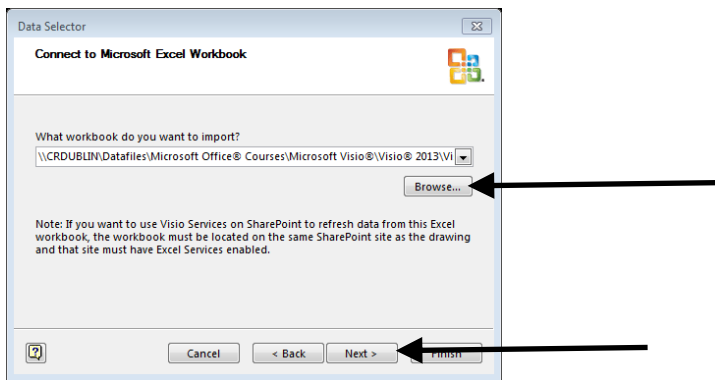 Data Selector
Connect to Microsoft Excel Workbook
What workbook do you want to import?
\\CRDUBLIN\Datafiles\Microsoft Office® Courses\Microsoft Visio®\Visio® 2013\Vi
Browse...
Note: If you want to use Visio Services on SharePoint to refresh data from this Excel
workbook, the workbook must be located on the same SharePoint site as the drawing
and that site must have Excel Services enabled.
? Cancel < Back Next > Finish